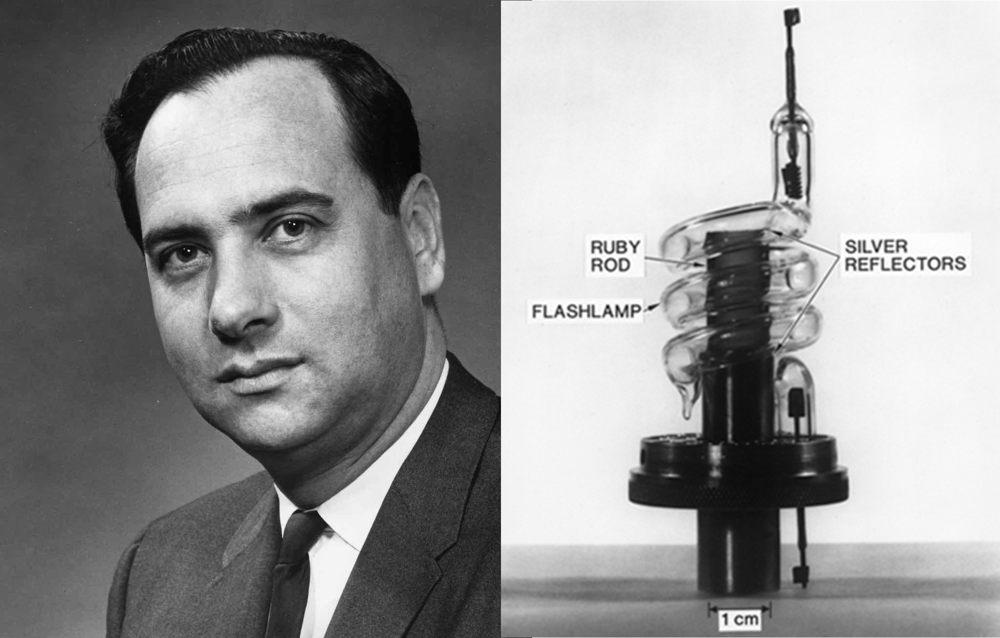 RUBY
ROD
SILVER
REFLECTORS
FLASHLAMP
1 cm